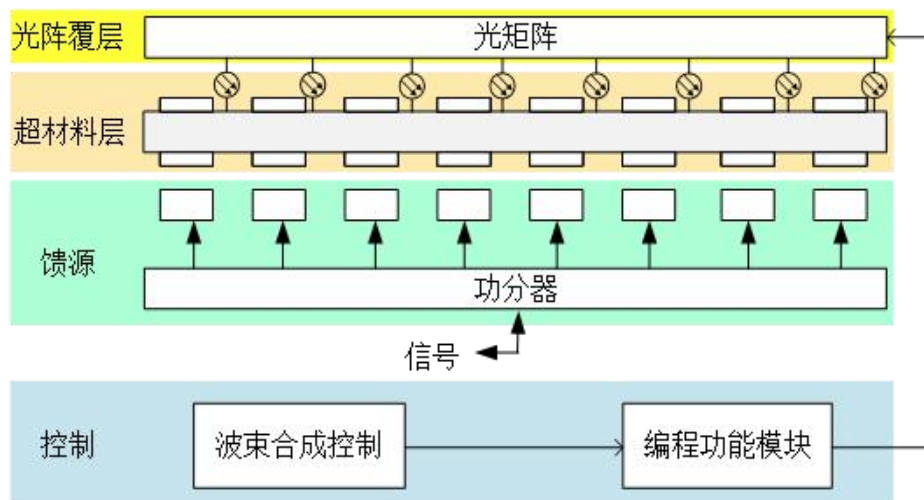 光阵覆层
光矩阵
超材料层
馈源
功分器
信号
控制
波束合成控制
编程功能模块